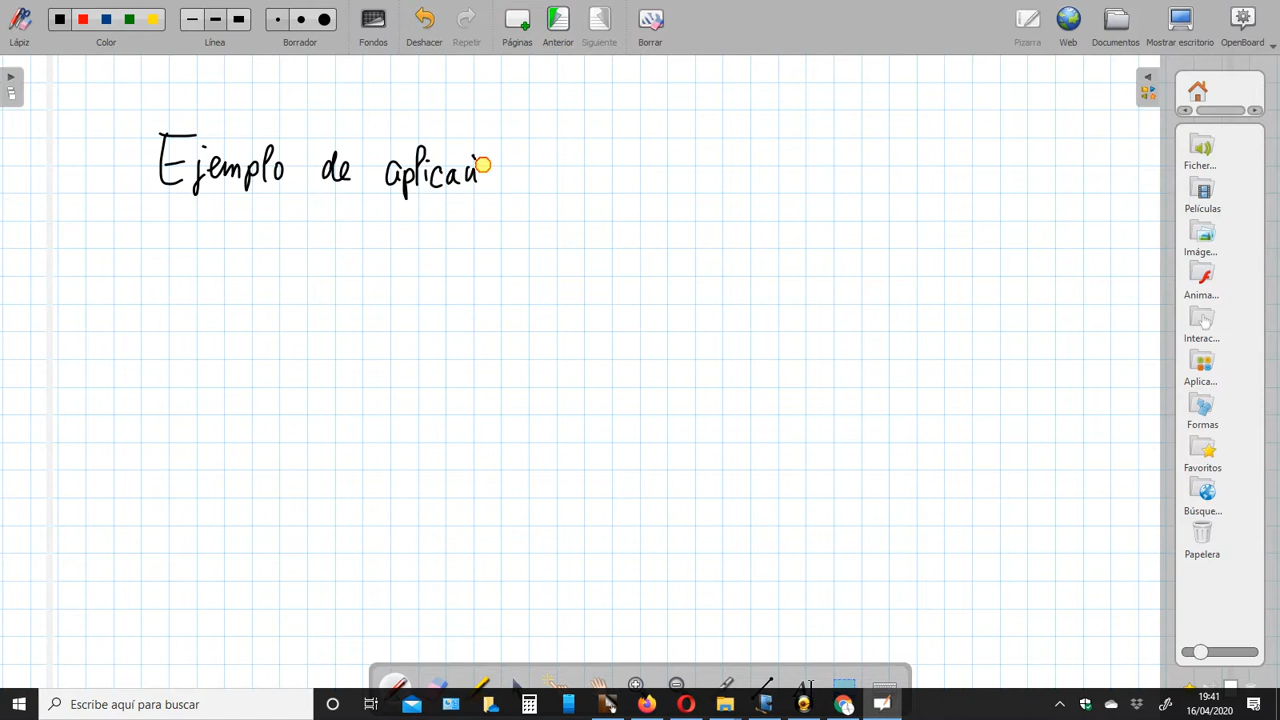 Lápiz Color Línea Borrador Fondos Deshacer Repetir Páginas Anterior Siguiente Borrar Pizarra Web Documentos Mostrar escritorio OpenBoard
Ejemplo de aplicaci
Ficher...
Películas
Imáge...
Anima...
Interac...
Aplica...
Formas
Favoritos
Búsque...
Papelera
Escribe aquí para buscar
19:41
16/04/2020